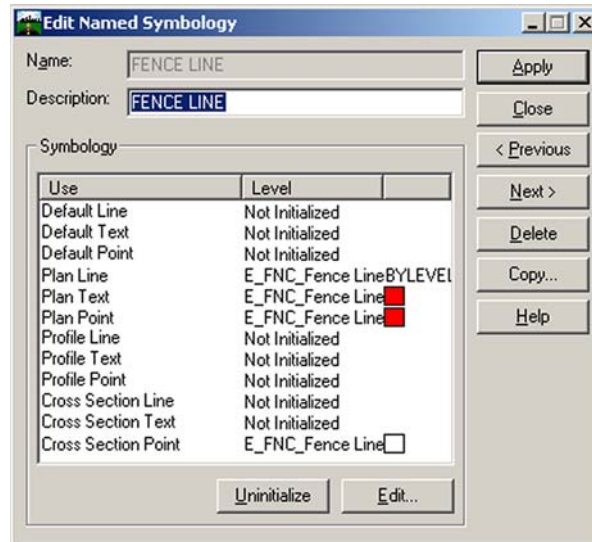 Edit Named Symbology
Name: FENCE LINE
Description: FENCE LINE
Apply
Close
< Previous
Next >
Delete
Copy...
Help
Symbology
Use Level
Default Line Not Initialized
Default Text Not Initialized
Default Point Not Initialized
Plan Line E_FNC_Fence Line BYLEVEL
Plan Text E_FNC_Fence Line
Plan Point E_FNC_Fence Line
Profile Line Not Initialized
Profile Text Not Initialized
Profile Point Not Initialized
Cross Section Line Not Initialized
Cross Section Text Not Initialized
Cross Section Point E_FNC_Fence Line
Uninitialize Edit...